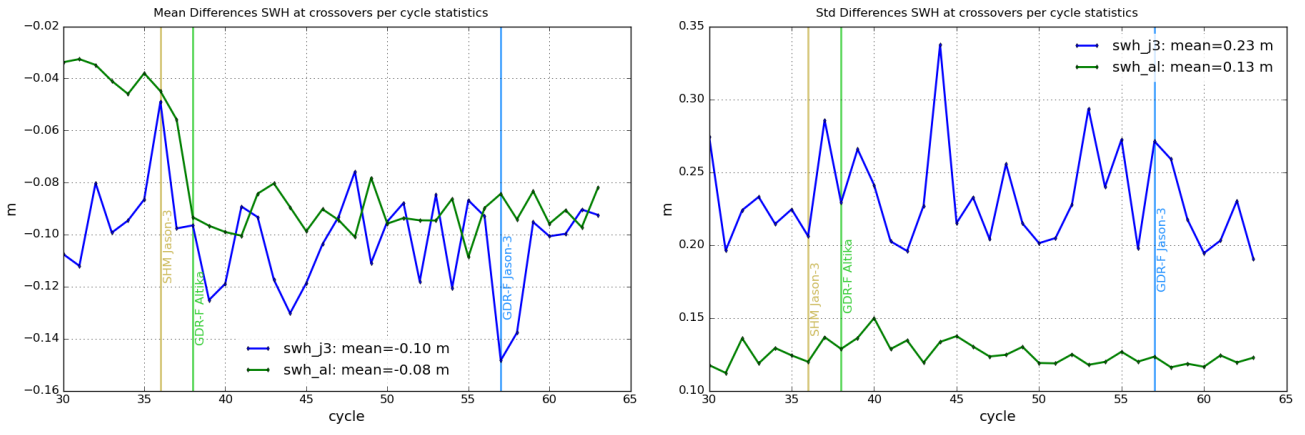 Mean Differences SWH at crossovers per cycle statistics
−0.02
−0.04
−0.06
−0.08
−0.10
−0.12
−0.14
−0.16
m
SHM Jason-3
GDR-F Altika
GDR-F Jason-3
swh_j3: mean=-0.10 m
swh_al: mean=-0.08 m
30 35 40 45 50 55 60 65
cycle
Std Differences SWH at crossovers per cycle statistics
0.35
0.30
0.25
0.20
0.15
0.10
m
swh_j3: mean=0.23 m
swh_al: mean=0.13 m
SHM Jason-3
GDR-F Altika
GDR-F Jason-3
30 35 40 45 50 55 60 65
cycle